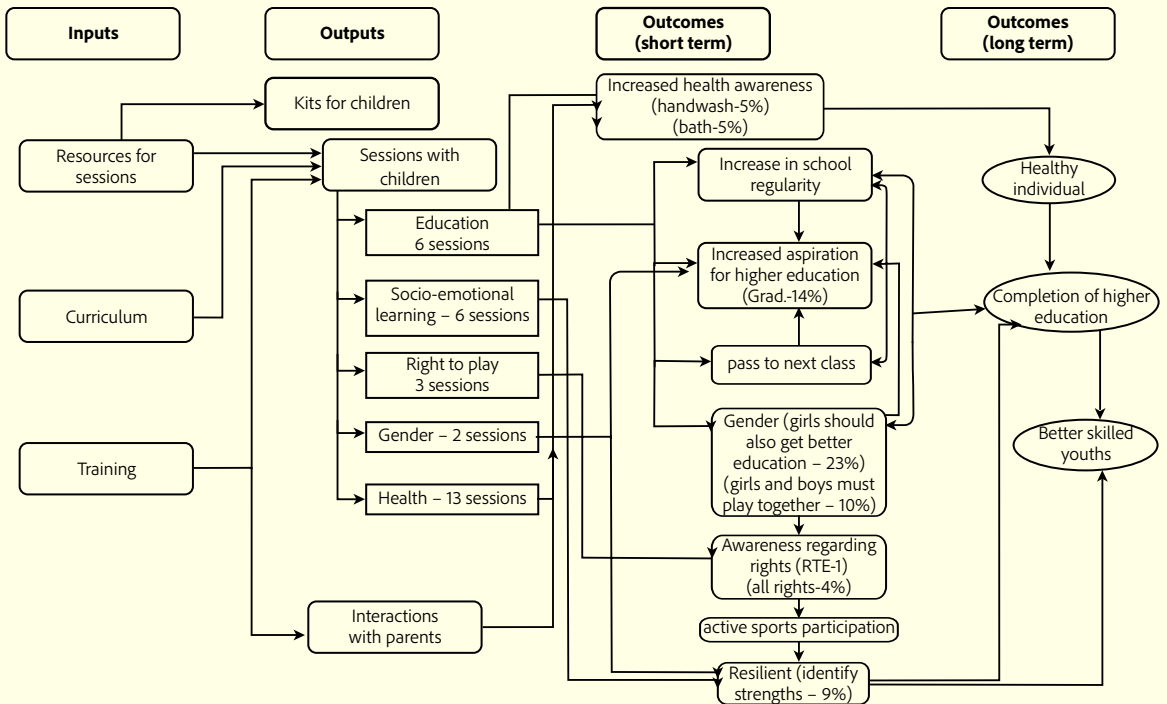 Inputs
Outputs
Outcomes
(short term)
Outcomes
(long term)
Kits for children
Resources for
sessions
Sessions with
children
Curriculum
Training
Education
6 sessions
Socio-emotional
learning – 6 sessions
Right to play
3 sessions
Gender – 2 sessions
Health – 13 sessions
Interactions
with parents
Increased health awareness
(handwash-5%)
(bath-5%)
Increase in school
regularity
Increased aspiration
for higher education
(Grad.-14%)
pass to next class
Gender (girls should
also get better
education – 23%)
(girls and boys must
play together – 10%)
Awareness regarding
rights (RTE-1)
(all rights-4%)
active sports participation
Resilient (identify
strengths – 9%)
Healthy
individual
Completion of higher
education
Better skilled
youths